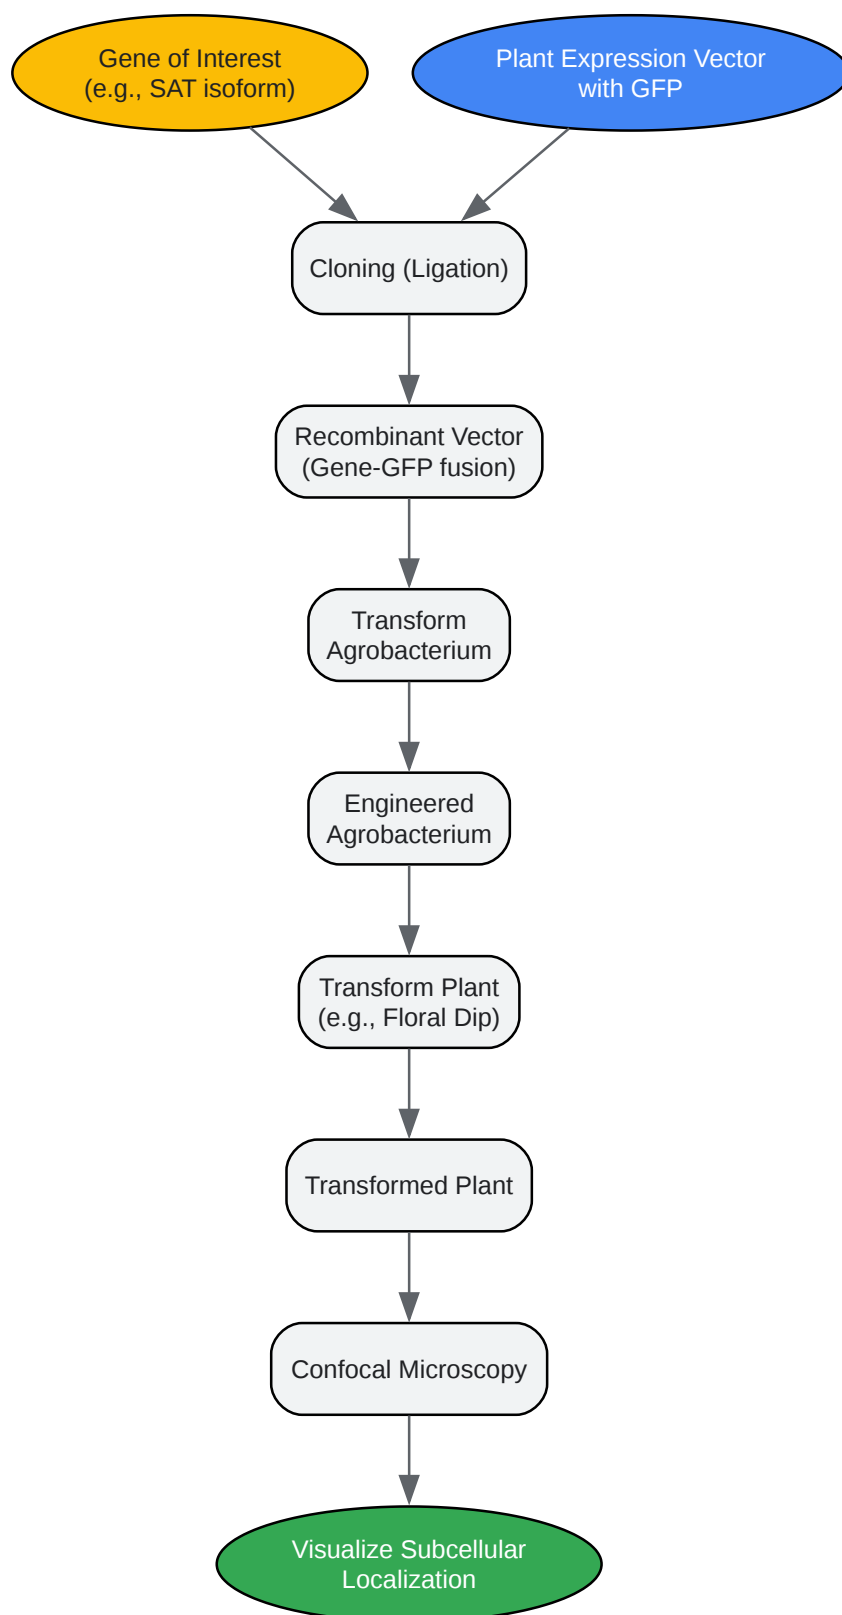 Gene of Interest
(e.g., SAT isoform)
Plant Expression Vector
with GFP
Cloning (Ligation)
Recombinant Vector
(Gene-GFP fusion)
Transform
Agrobacterium
Engineered
Agrobacterium
Transform Plant
(e.g., Floral Dip)
Transformed Plant
Confocal Microscopy
Visualize Subcellular
Localization